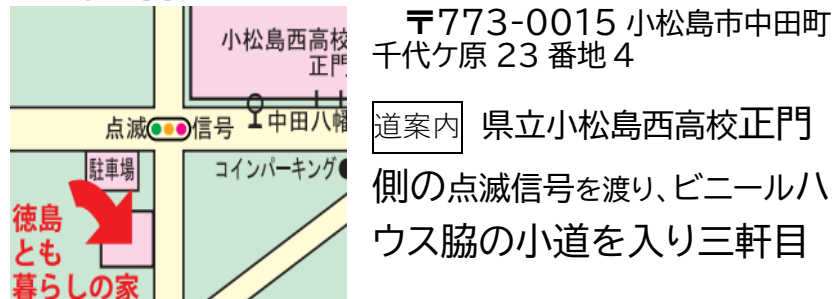 小松島西高校
正門
点滅
信号
中田八幡
駐車場
コインパーキング
徳島
とも
暮らしの家
〒773-0015 小松島市中田町
千代ケ原 23 番地 4
道案内 県立小松島西高校正門
側の点滅信号を渡り、ビニールハ
ウス脇の小道を入り三軒目